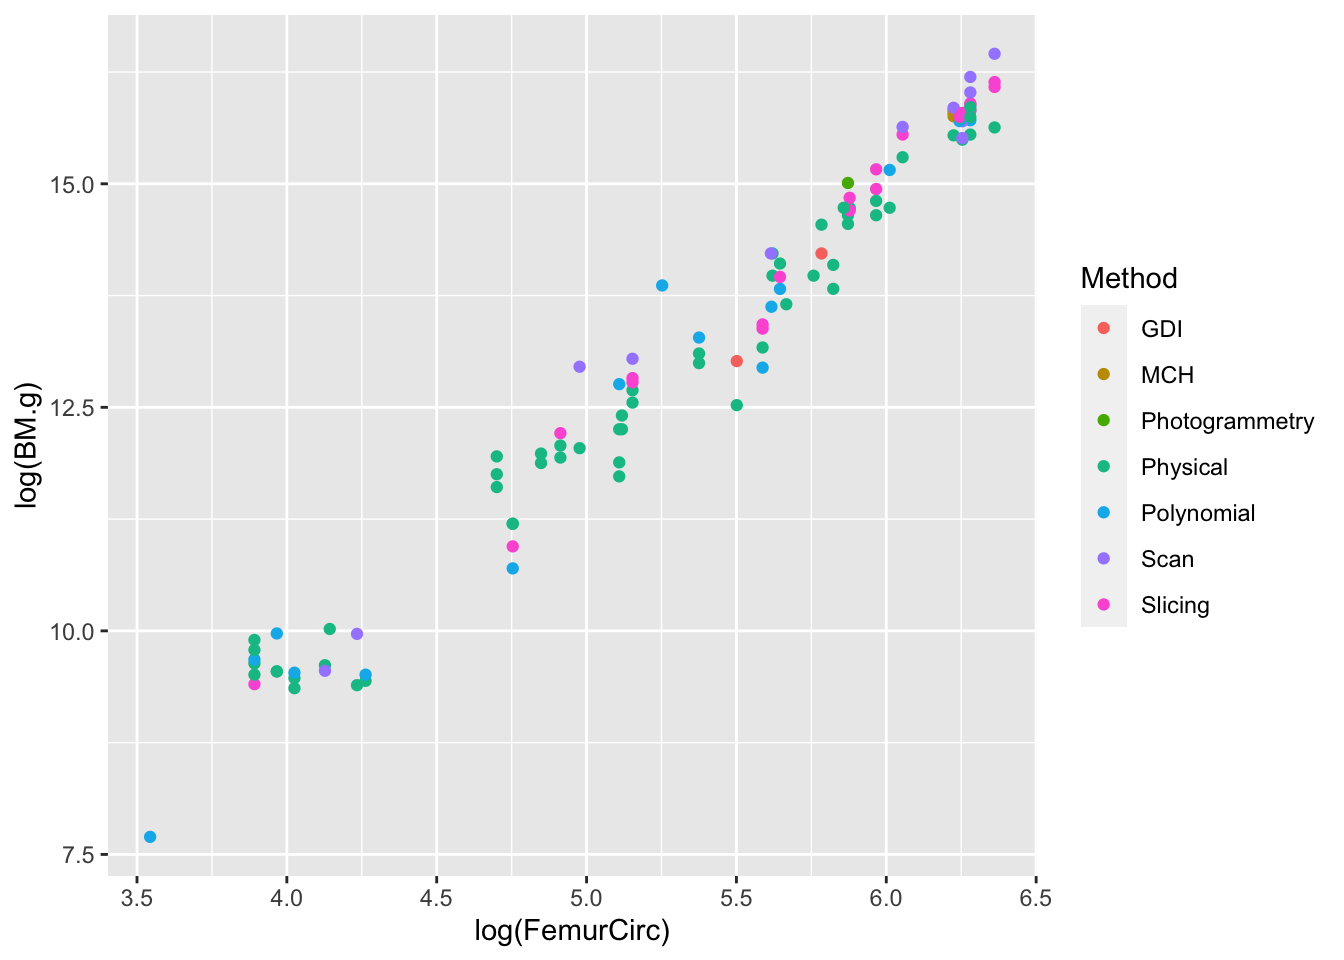 log(BM.g)
15.0
12.5
10.0
7.5
3.5 4.0 4.5 5.0 5.5 6.0 6.5
log(FemurCirc)
Method
GDI
MCH
Photogrammetry
Physical
Polynomial
Scan
Slicing